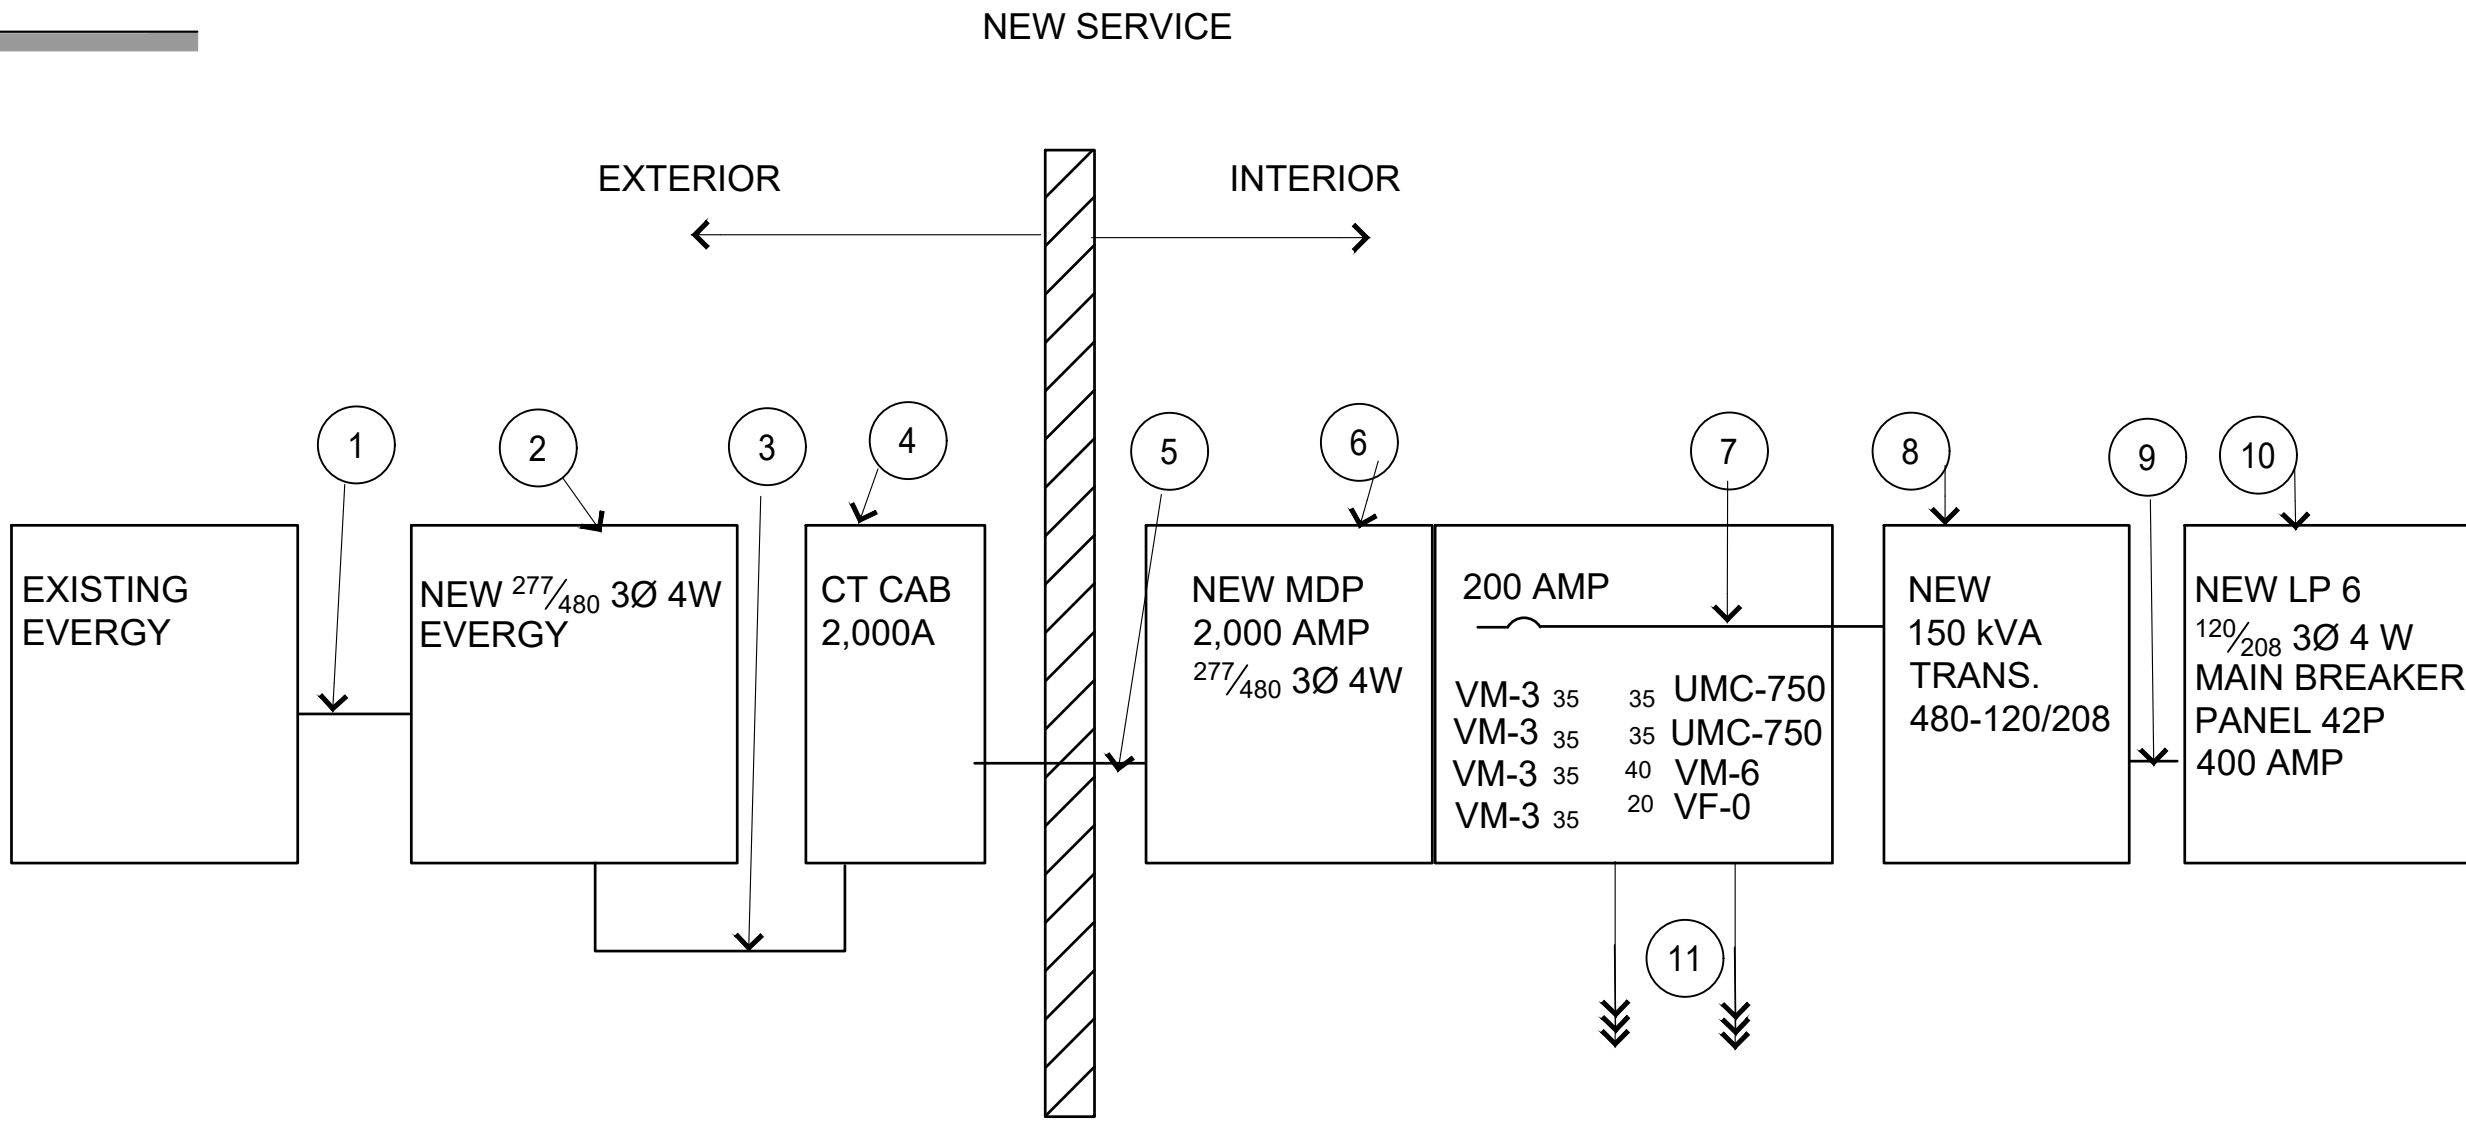 NEW SERVICE
EXTERIOR
INTERIOR
1
2
3
4
5
6
7
8
9
10
EXISTING
EVERGY
NEW 277/480 3Ø 4W
EVERGY
CT CAB
2,000A
NEW MDP
2,000 AMP
277/480 3Ø 4W
200 AMP
VM-3 35 35 UMC-750
VM-3 35 35 UMC-750
VM-3 35 40 VM-6
VM-3 35 20 VF-0
NEW
150 kVA
TRANS.
480-120/208
NEW LP 6
120/208 3Ø 4 W
MAIN BREAKER
PANEL 42P
400 AMP
11